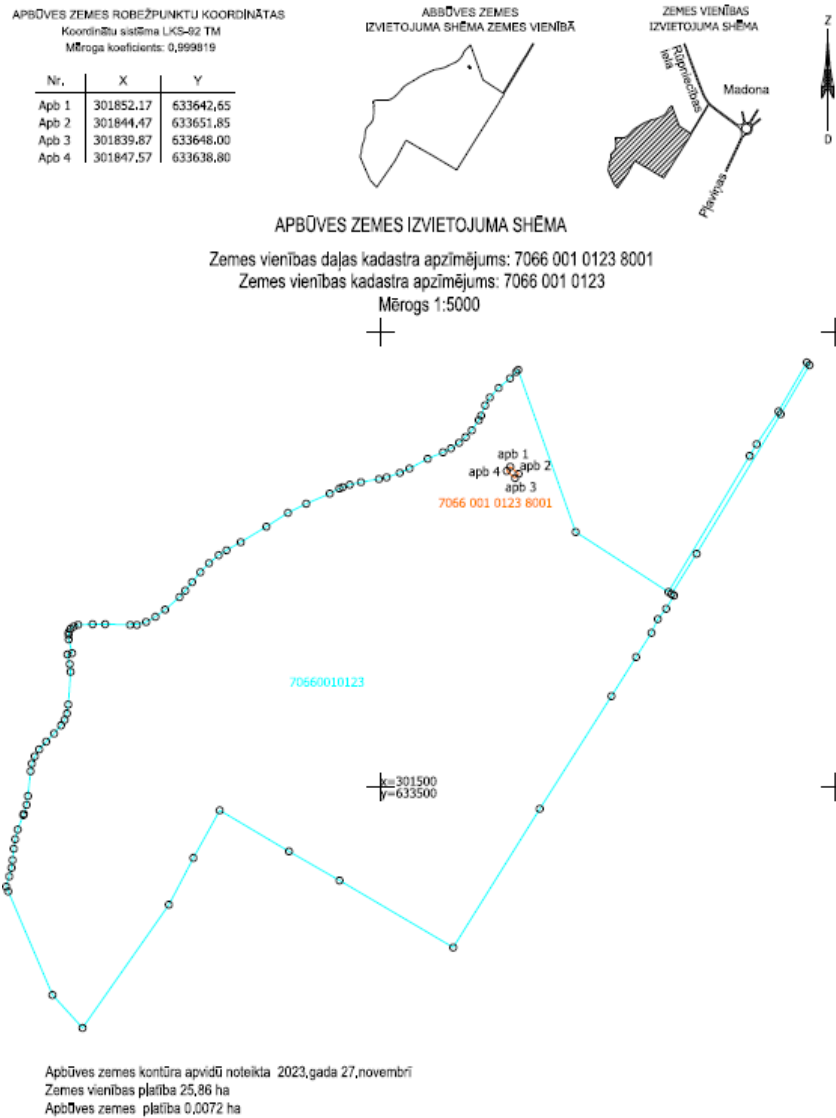 APBŪVES ZEMES ROBEŽPUNKTU KOORDINĀTAS
Koordinātu sistēma LKS-92 TM
Mēroga koeficients: 0,999819
Nr. X Y
Apb 1 301852.17 633642,65
Apb 2 301844.47 633651.85
Apb 3 301839.87 633648.00
Apb 4 301847.57 633638.80
ABBŪVES ZEMES
IZVIETOJUMA SHĒMA ZEMES VIENĪBĀ
ZEMES VIENĪBAS
IZVIETOJUMA SHĒMA
Rūpniecības
iela
Madona
Pļaviņas
Z
D
APBŪVES ZEMES IZVIETOJUMA SHĒMA
Zemes vienības daļas kadastra apzīmējums: 7066 001 0123 8001
Zemes vienības kadastra apzīmējums: 7066 001 0123
Mērogs 1:5000
apb 1
apb 4
apb 2
apb 3
7066 001 0123 8001
70660010123
x=301500
y=633500
Apbūves zemes kontūra apvidū noteikta 2023.gada 27.novembrī
Zemes vienības platība 25,86 ha
Apbūves zemes platība 0,0072 ha